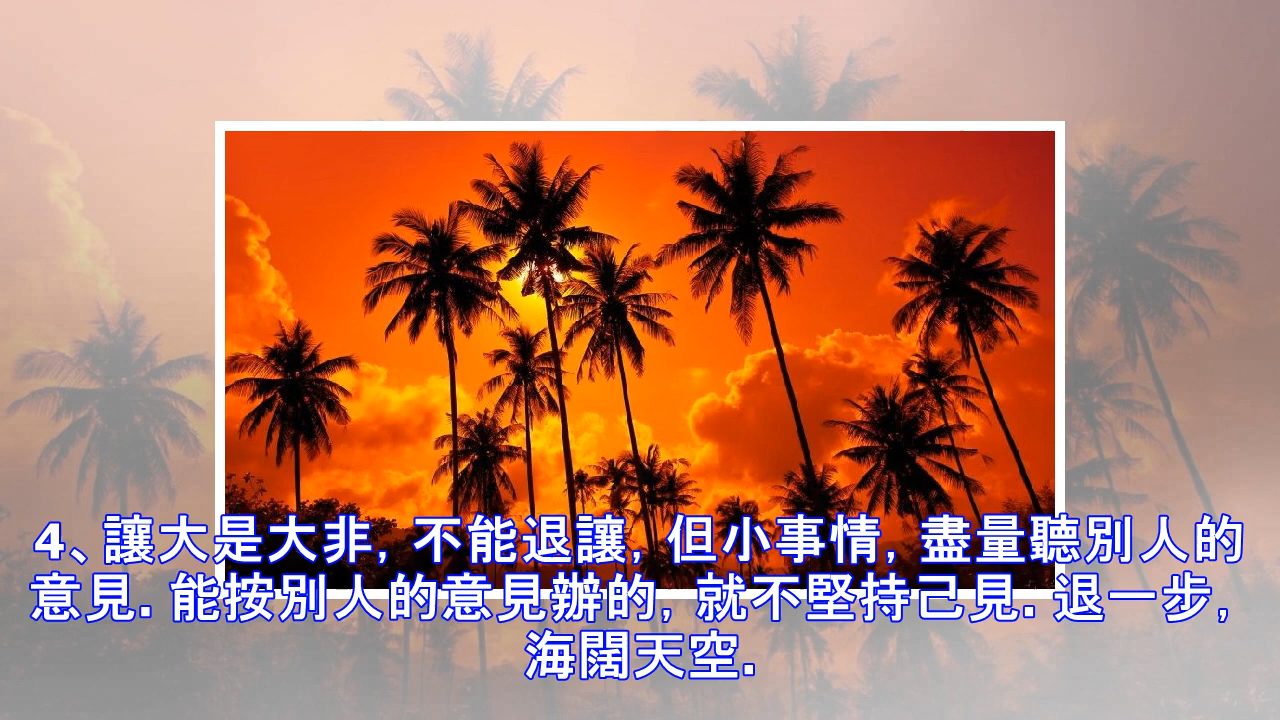 4、讓大是大非, 不能退讓, 但小事情, 盡量聽別人的
意見. 能按別人的意見辦的, 就不堅持己見. 退一步,
海闊天空.